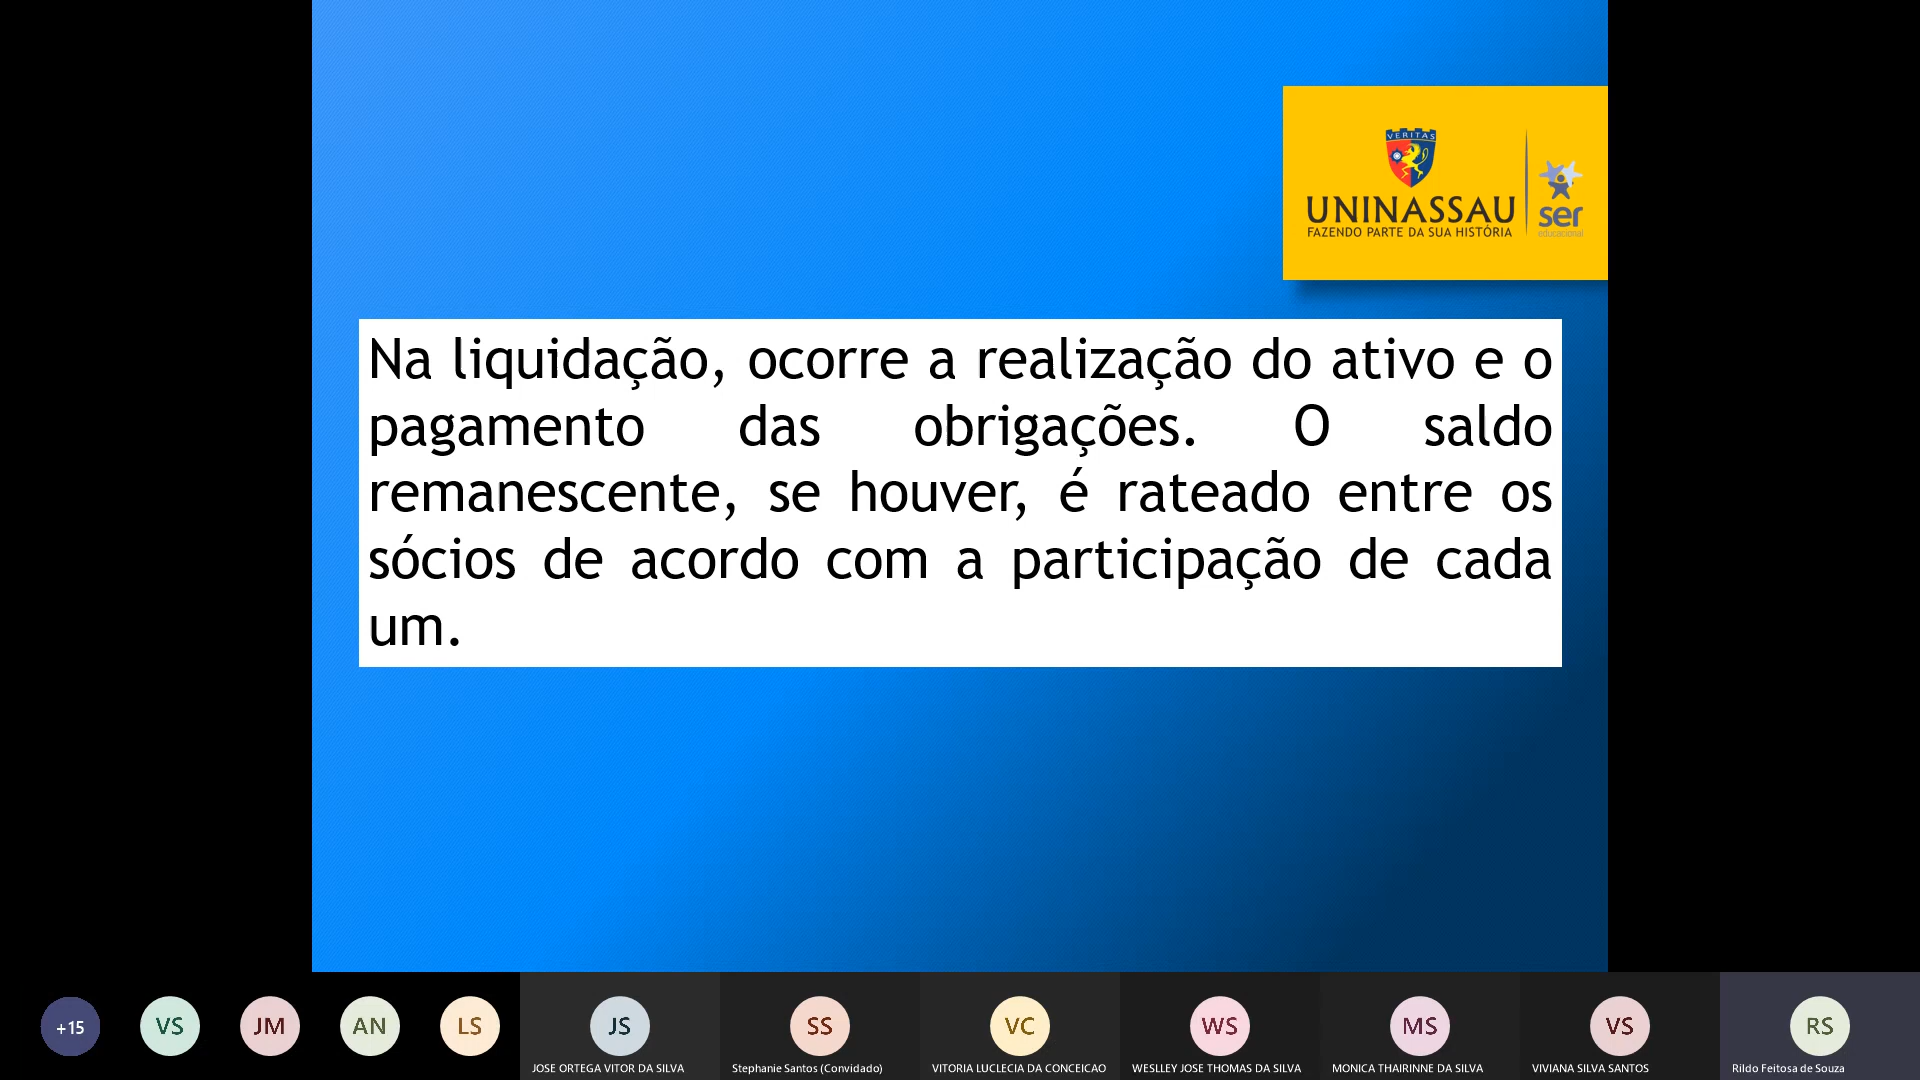 VERITAS
UNINASSAU
FAZENDO PARTE DA SUA HISTÓRIA
ser
educacional
Na liquidação, ocorre a realização do ativo e o
pagamento das obrigações. O saldo
remanescente, se houver, é rateado entre os
sócios de acordo com a participação de cada
um.
+15
VS
JM
AN
LS
JS
SS
VC
WS
MS
VS
RS
JOSE ORTEGA VITOR DA SILVA
Stephanie Santos (Convidado)
VITORIA LUCLECIA DA CONCEICAO
WESLLEY JOSE THOMAS DA SILVA
MONICA THAIRINNE DA SILVA
VIVIANA SILVA SANTOS
Rildo Feitosa de Souza